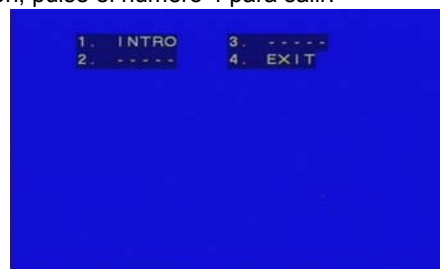 pulse el número 4 para salir.
1. INTRO 3. -----
2. ----- 4. EXIT